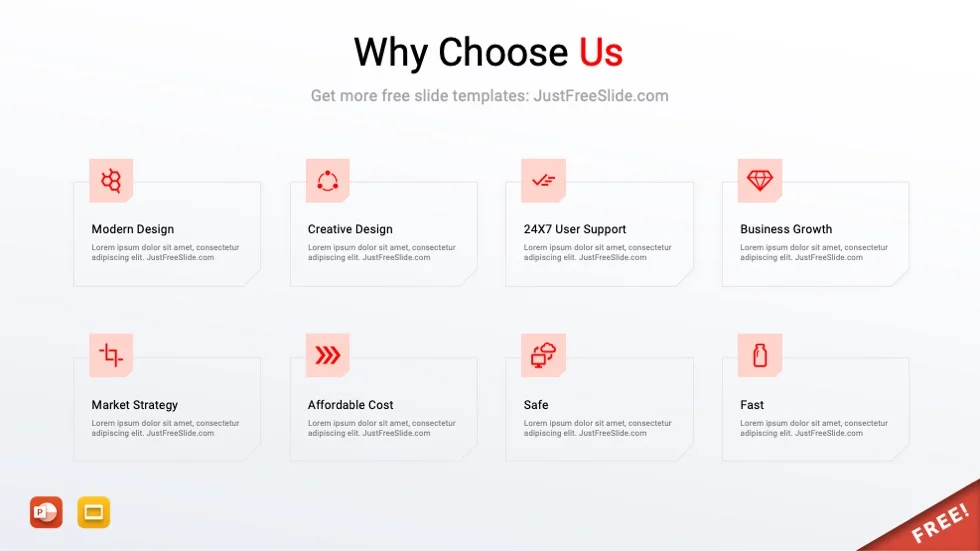 Why Choose Us
Get more free slide templates: JustFreeSlide.com
Modern Design
Lorem ipsum dolor sit amet, consectetur
adipiscing elit. JustFreeSlide.com
Creative Design
Lorem ipsum dolor sit amet, consectetur
adipiscing elit. JustFreeSlide.com
24X7 User Support
Lorem ipsum dolor sit amet, consectetur
adipiscing elit. JustFreeSlide.com
Business Growth
Lorem ipsum dolor sit amet, consectetur
adipiscing elit. JustFreeSlide.com
Market Strategy
Lorem ipsum dolor sit amet, consectetur
adipiscing elit. JustFreeSlide.com
Affordable Cost
Lorem ipsum dolor sit amet, consectetur
adipiscing elit. JustFreeSlide.com
Safe
Lorem ipsum dolor sit amet, consectetur
adipiscing elit. JustFreeSlide.com
Fast
Lorem ipsum dolor sit amet, consectetur
adipiscing elit. JustFreeSlide.com
P
FREE!